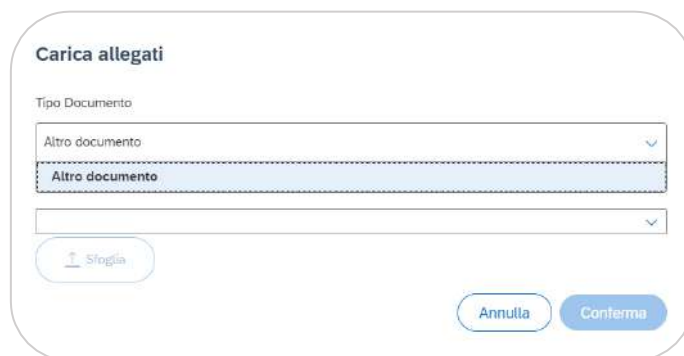 Carica allegati
Tipo Documento
Altro documento
Altro documento
Sfoglia
Annulla
Conferma